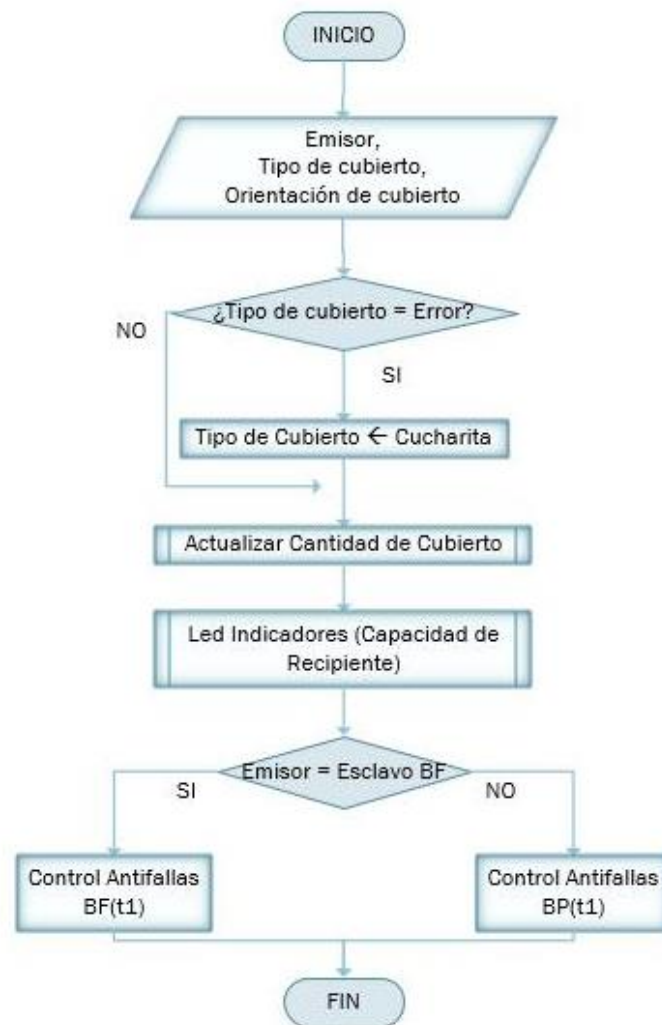 INICIO
Emisor,
Tipo de cubierto,
Orientación de cubierto
¿Tipo de cubierto = Error?
NO
SI
Tipo de Cubierto ← Cucharita
Actualizar Cantidad de Cubierto
Led Indicadores (Capacidad de
Recipiente)
Emisor = Esclavo BF
SI
NO
Control Antifallas
BF(t1)
Control Antifallas
BP(t1)
FIN